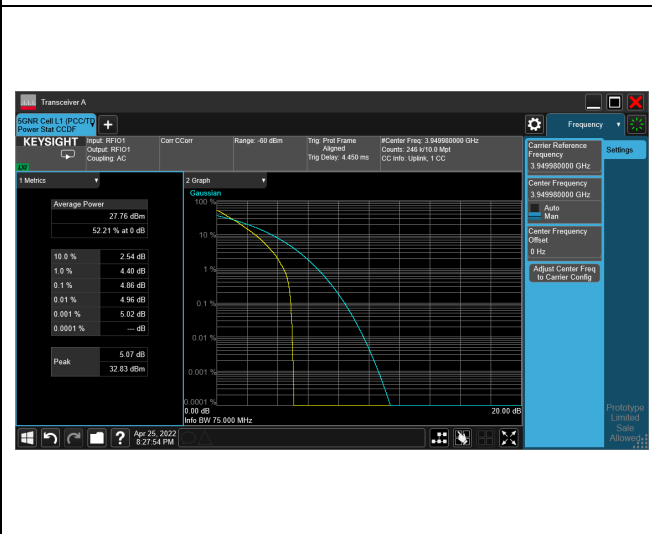 Transceiver A
5GNR Cell L1 (PCC/TD
Power Stat CCDF
KEYSIGHT
LXI
Input: RFIO1
Output: RFIO1
Coupling: AC
Corr CCorr
Range: -60 dBm
Trig: Prot Frame
Aligned
Trig Delay: 4.450 ms
#Center Freq: 3.949980000 GHz
Counts: 246 k/10.0 Mpt
CC Info: Uplink, 1 CC
1 Metrics
Average Power
27.76 dBm
52.21 % at 0 dB
10.0 % 2.54 dB
1.0 % 4.40 dB
0.1 % 4.86 dB
0.01 % 4.96 dB
0.001 % 5.02 dB
0.0001 % --- dB
Peak 5.07 dB
32.83 dBm
2 Graph
Gaussian
100 %
10 %
1 %
0.1 %
0.01 %
0.001 %
0.0001 %
0.00 dB
20.00 dB
Info BW 75.000 MHz
Frequency
Settings
Carrier Reference
Frequency
3.949980000 GHz
Center Frequency
3.949980000 GHz
Auto
Man
Center Frequency
Offset
0 Hz
Adjust Center Freq
to Carrier Config
Prototype
Limited
Sale
Allowed
?
Apr 25, 2022
8:27:54 PM